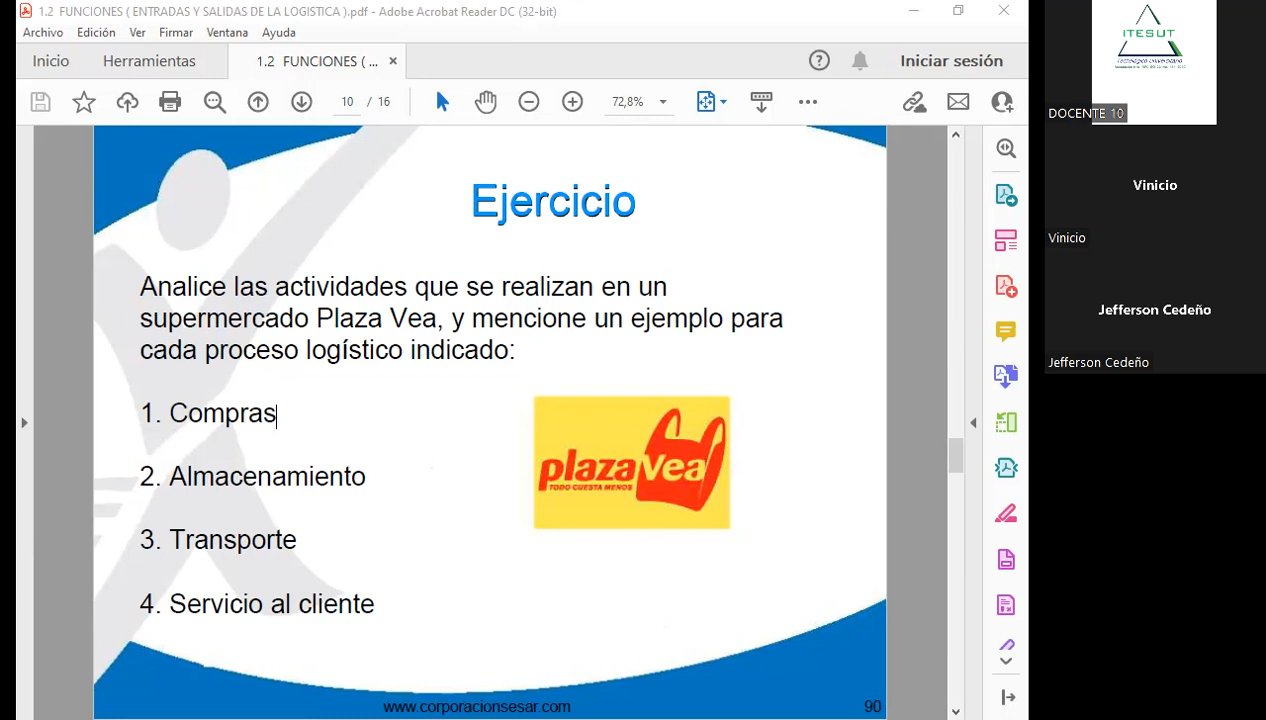 1.2 FUNCIONES ( ENTRADAS Y SALIDAS DE LA LOGISTICA ).pdf - Adobe Acrobat Reader DC (32-bit)
Archivo Edición Ver Firmar Ventana Ayuda
Inicio Herramientas 1.2 FUNCIONES ( ... Iniciar sesión
10 / 16 72,8%
Ejercicio
Analice las actividades que se realizan en un
supermercado Plaza Vea, y mencione un ejemplo para
cada proceso logístico indicado:
1. Compras
2. Almacenamiento
3. Transporte
4. Servicio al cliente
plaza Vea
TODO CUESTA MENOS
www.corporacionsesar.com 90
ITESUT
Tecnológico Universitario
DOCENTE 10
Vinicio
Vinicio
Jefferson Cedeño
Jefferson Cedeño